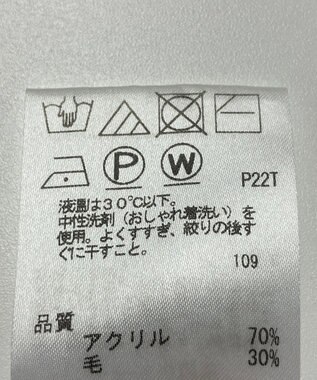 P W
P22T
液温は30℃以下。
中性洗剤（おしゃれ着洗い）を
使用。よくすすぎ、絞りの後す
ぐに干すこと。
109
品質
アクリル 70%
毛 30%